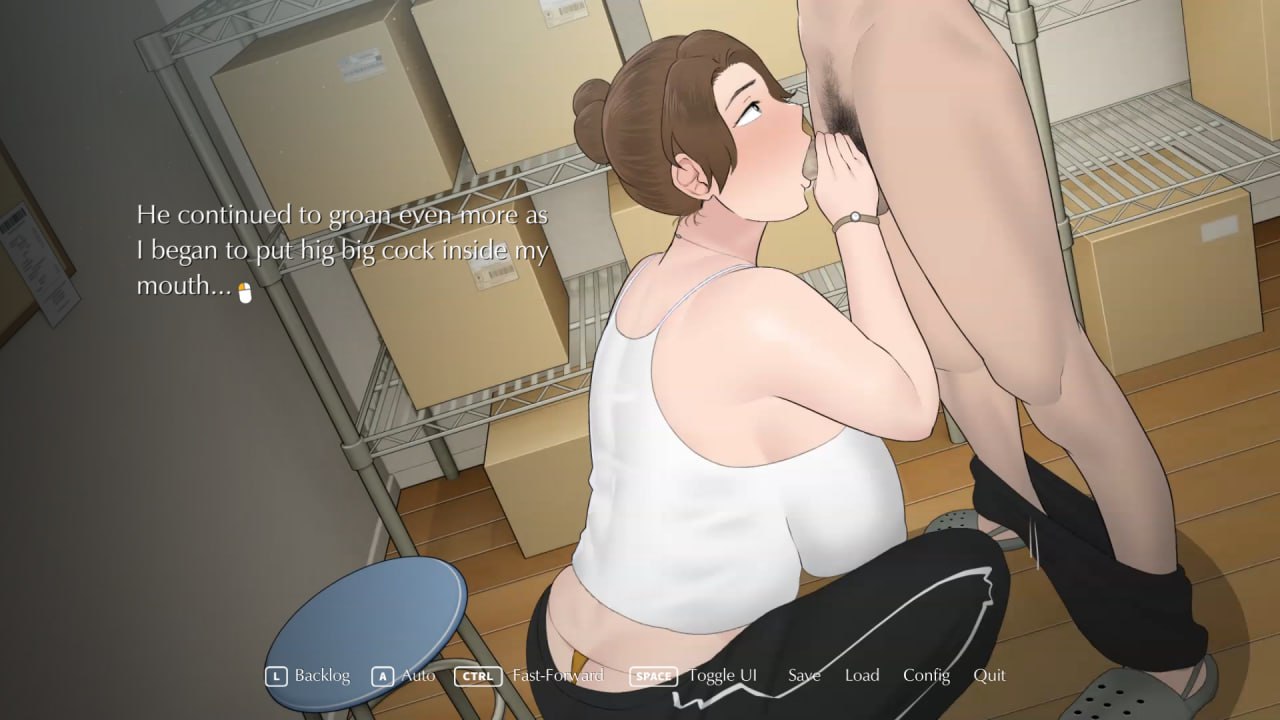 He continued to groan even more as
I began to put hig big cock inside my
mouth...
L Backlog A Auto CTRL Fast-Forward SPACE Toggle UI Save Load Config Quit